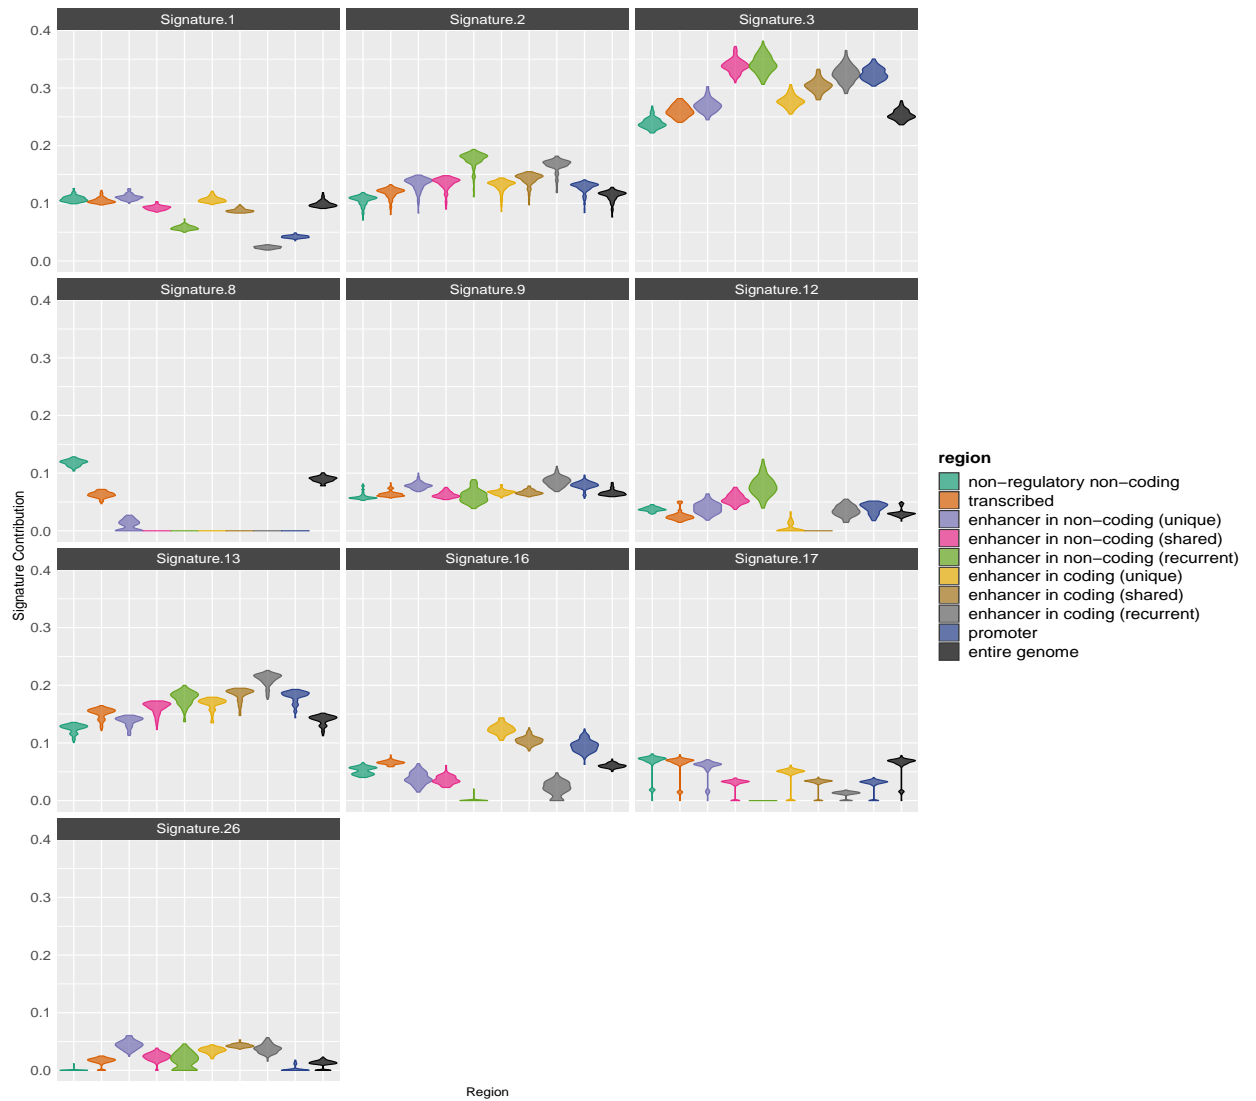 Signature.1 Signature.2 Signature.3
0.4
0.3
0.2
0.1
0.0
Signature.8 Signature.9 Signature.12
0.4
0.3
0.2
0.1
0.0
Signature.13 Signature.16 Signature.17
0.4
0.3
0.2
0.1
0.0
Signature.26
0.4
0.3
0.2
0.1
0.0
Signature Contribution
Region
region
non−regulatory non−coding
transcribed
enhancer in non−coding (unique)
enhancer in non−coding (shared)
enhancer in non−coding (recurrent)
enhancer in coding (unique)
enhancer in coding (shared)
enhancer in coding (recurrent)
promoter
entire genome